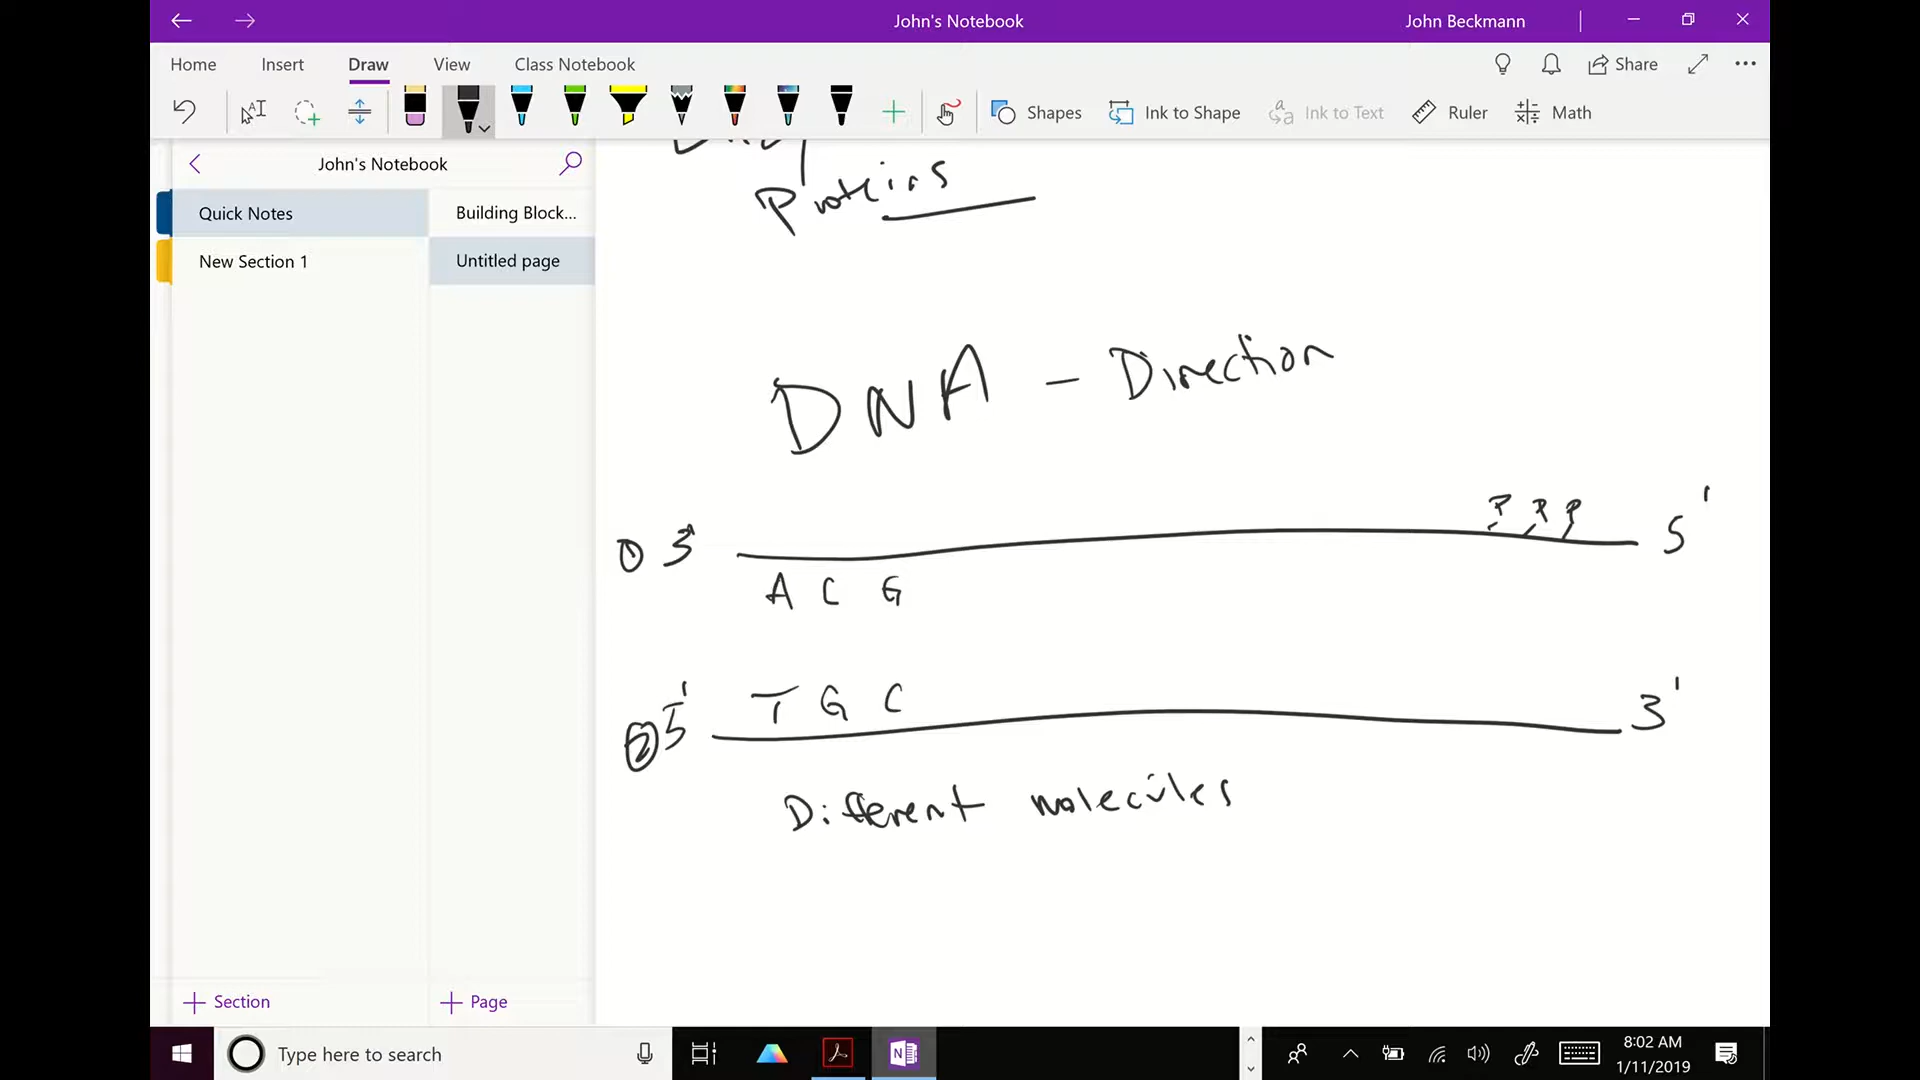 John's Notebook
John Beckmann
Home Insert Draw View Class Notebook
Share
Shapes Ink to Shape Ink to Text Ruler Math
John's Notebook
Quick Notes
New Section 1
Building Block...
Untitled page
Proteins
DNA - Direction
P P P
① 3' 5'
A C G
T G C
② 5' 3'
Different molecules
Section
Page
Type here to search
8:02 AM
1/11/2019